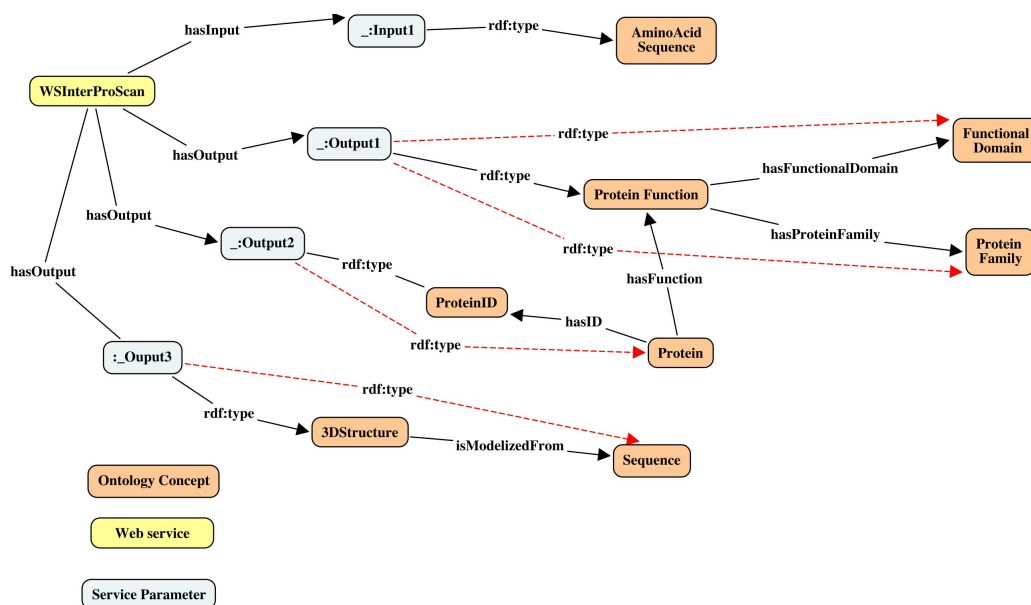 hasInput
_:Input1
rdf:type
AminoAcid
Sequence
WSInterProScan
hasOutput
_:Output1
rdf:type
Functional
Domain
rdf:type
hasFunctionalDomain
Protein Function
hasOutput
_:Output2
hasProteinFamily
rdf:type
Protein
Family
rdf:type
hasOutput
hasFunction
ProteinID
hasID
rdf:type
Protein
:_Ouput3
rdf:type
rdf:type
3DStructure
isModelizedFrom
Sequence
Ontology Concept
Web service
Service Parameter